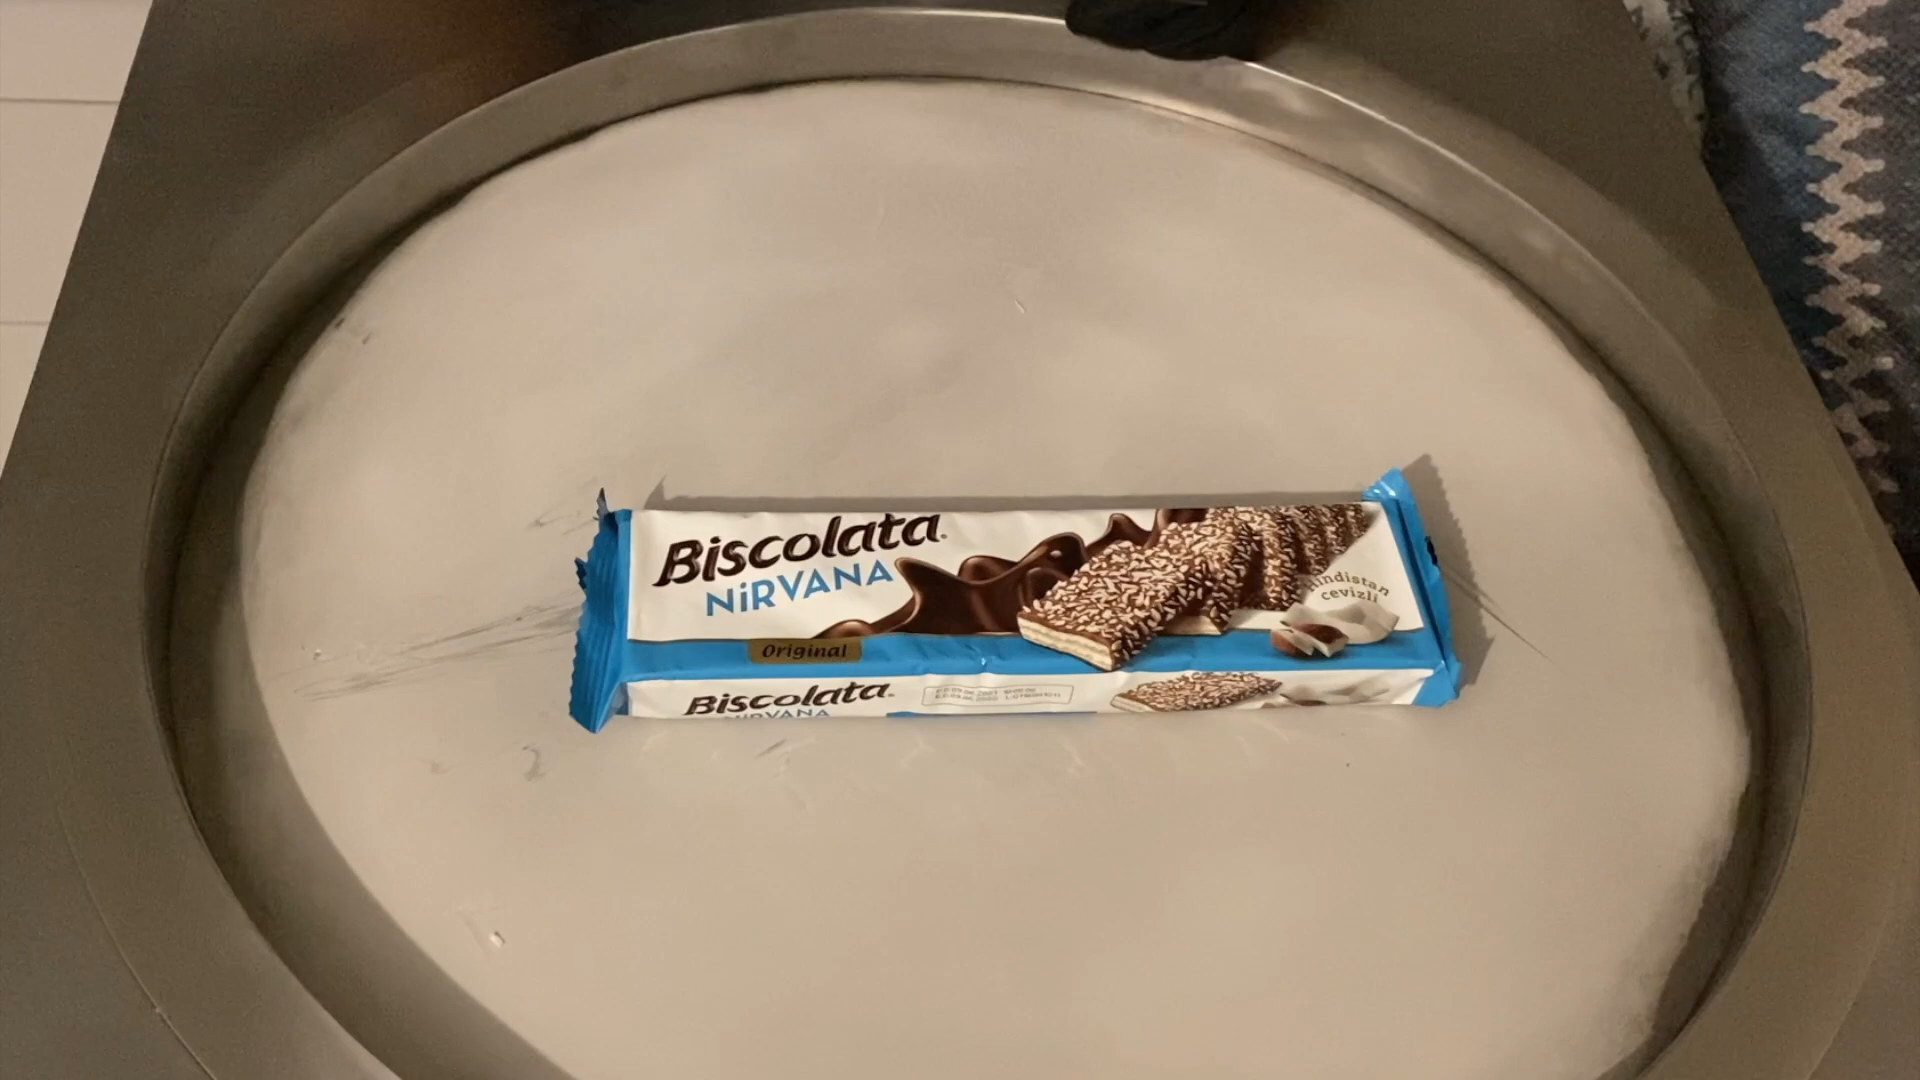 Biscolata
NiRVANA
Hindistan
cevizli
Original
Biscolata
NiRVANA